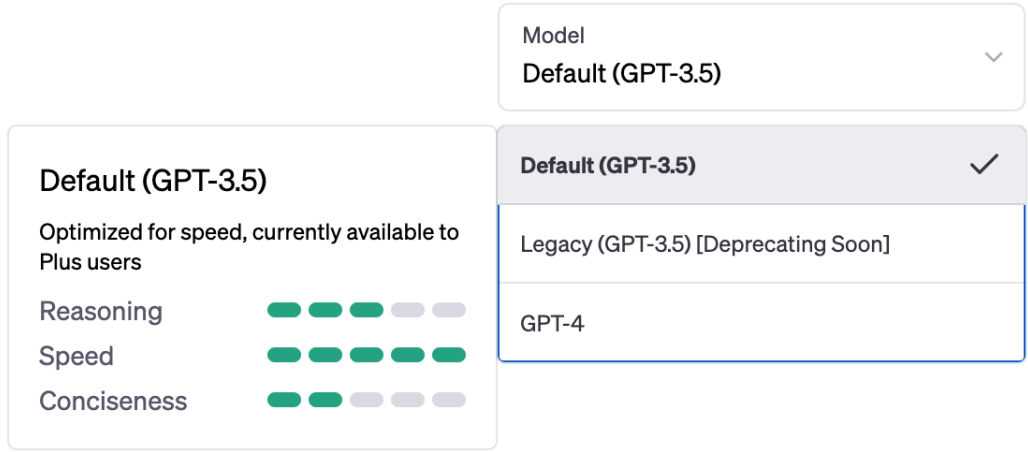 Model
Default (GPT-3.5)
Default (GPT-3.5)
Optimized for speed, currently available to
Plus users
Reasoning
Speed
Conciseness
Default (GPT-3.5)
Legacy (GPT-3.5) [Deprecating Soon]
GPT-4